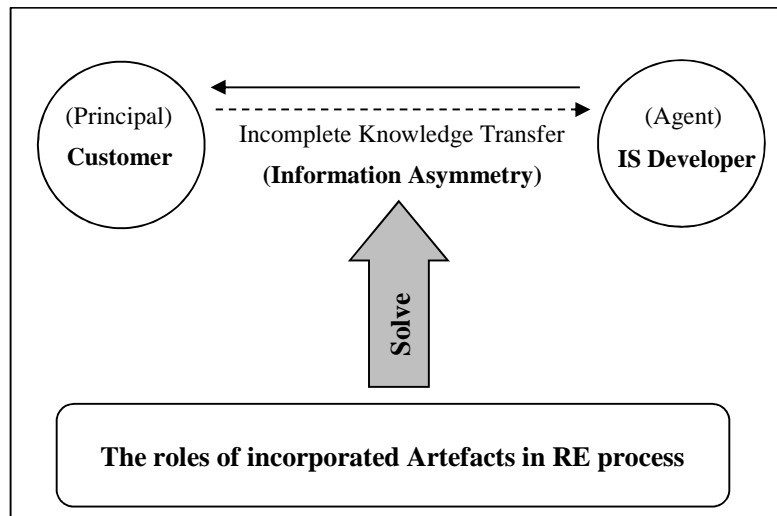 (Principal)
Customer
Incomplete Knowledge Transfer
(Information Asymmetry)
(Agent)
IS Developer
Solve
The roles of incorporated Artefacts in RE process